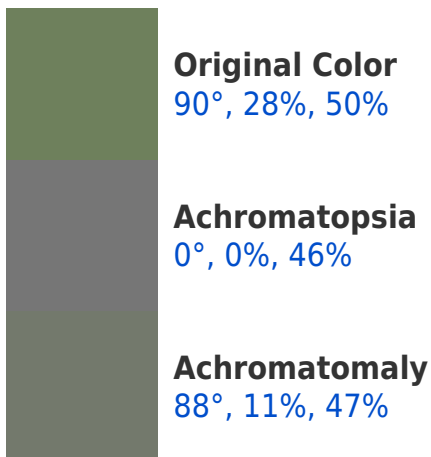 Original Color
90°, 28%, 50%
Achromatopsia
0°, 0%, 46%
Achromatomaly
88°, 11%, 47%